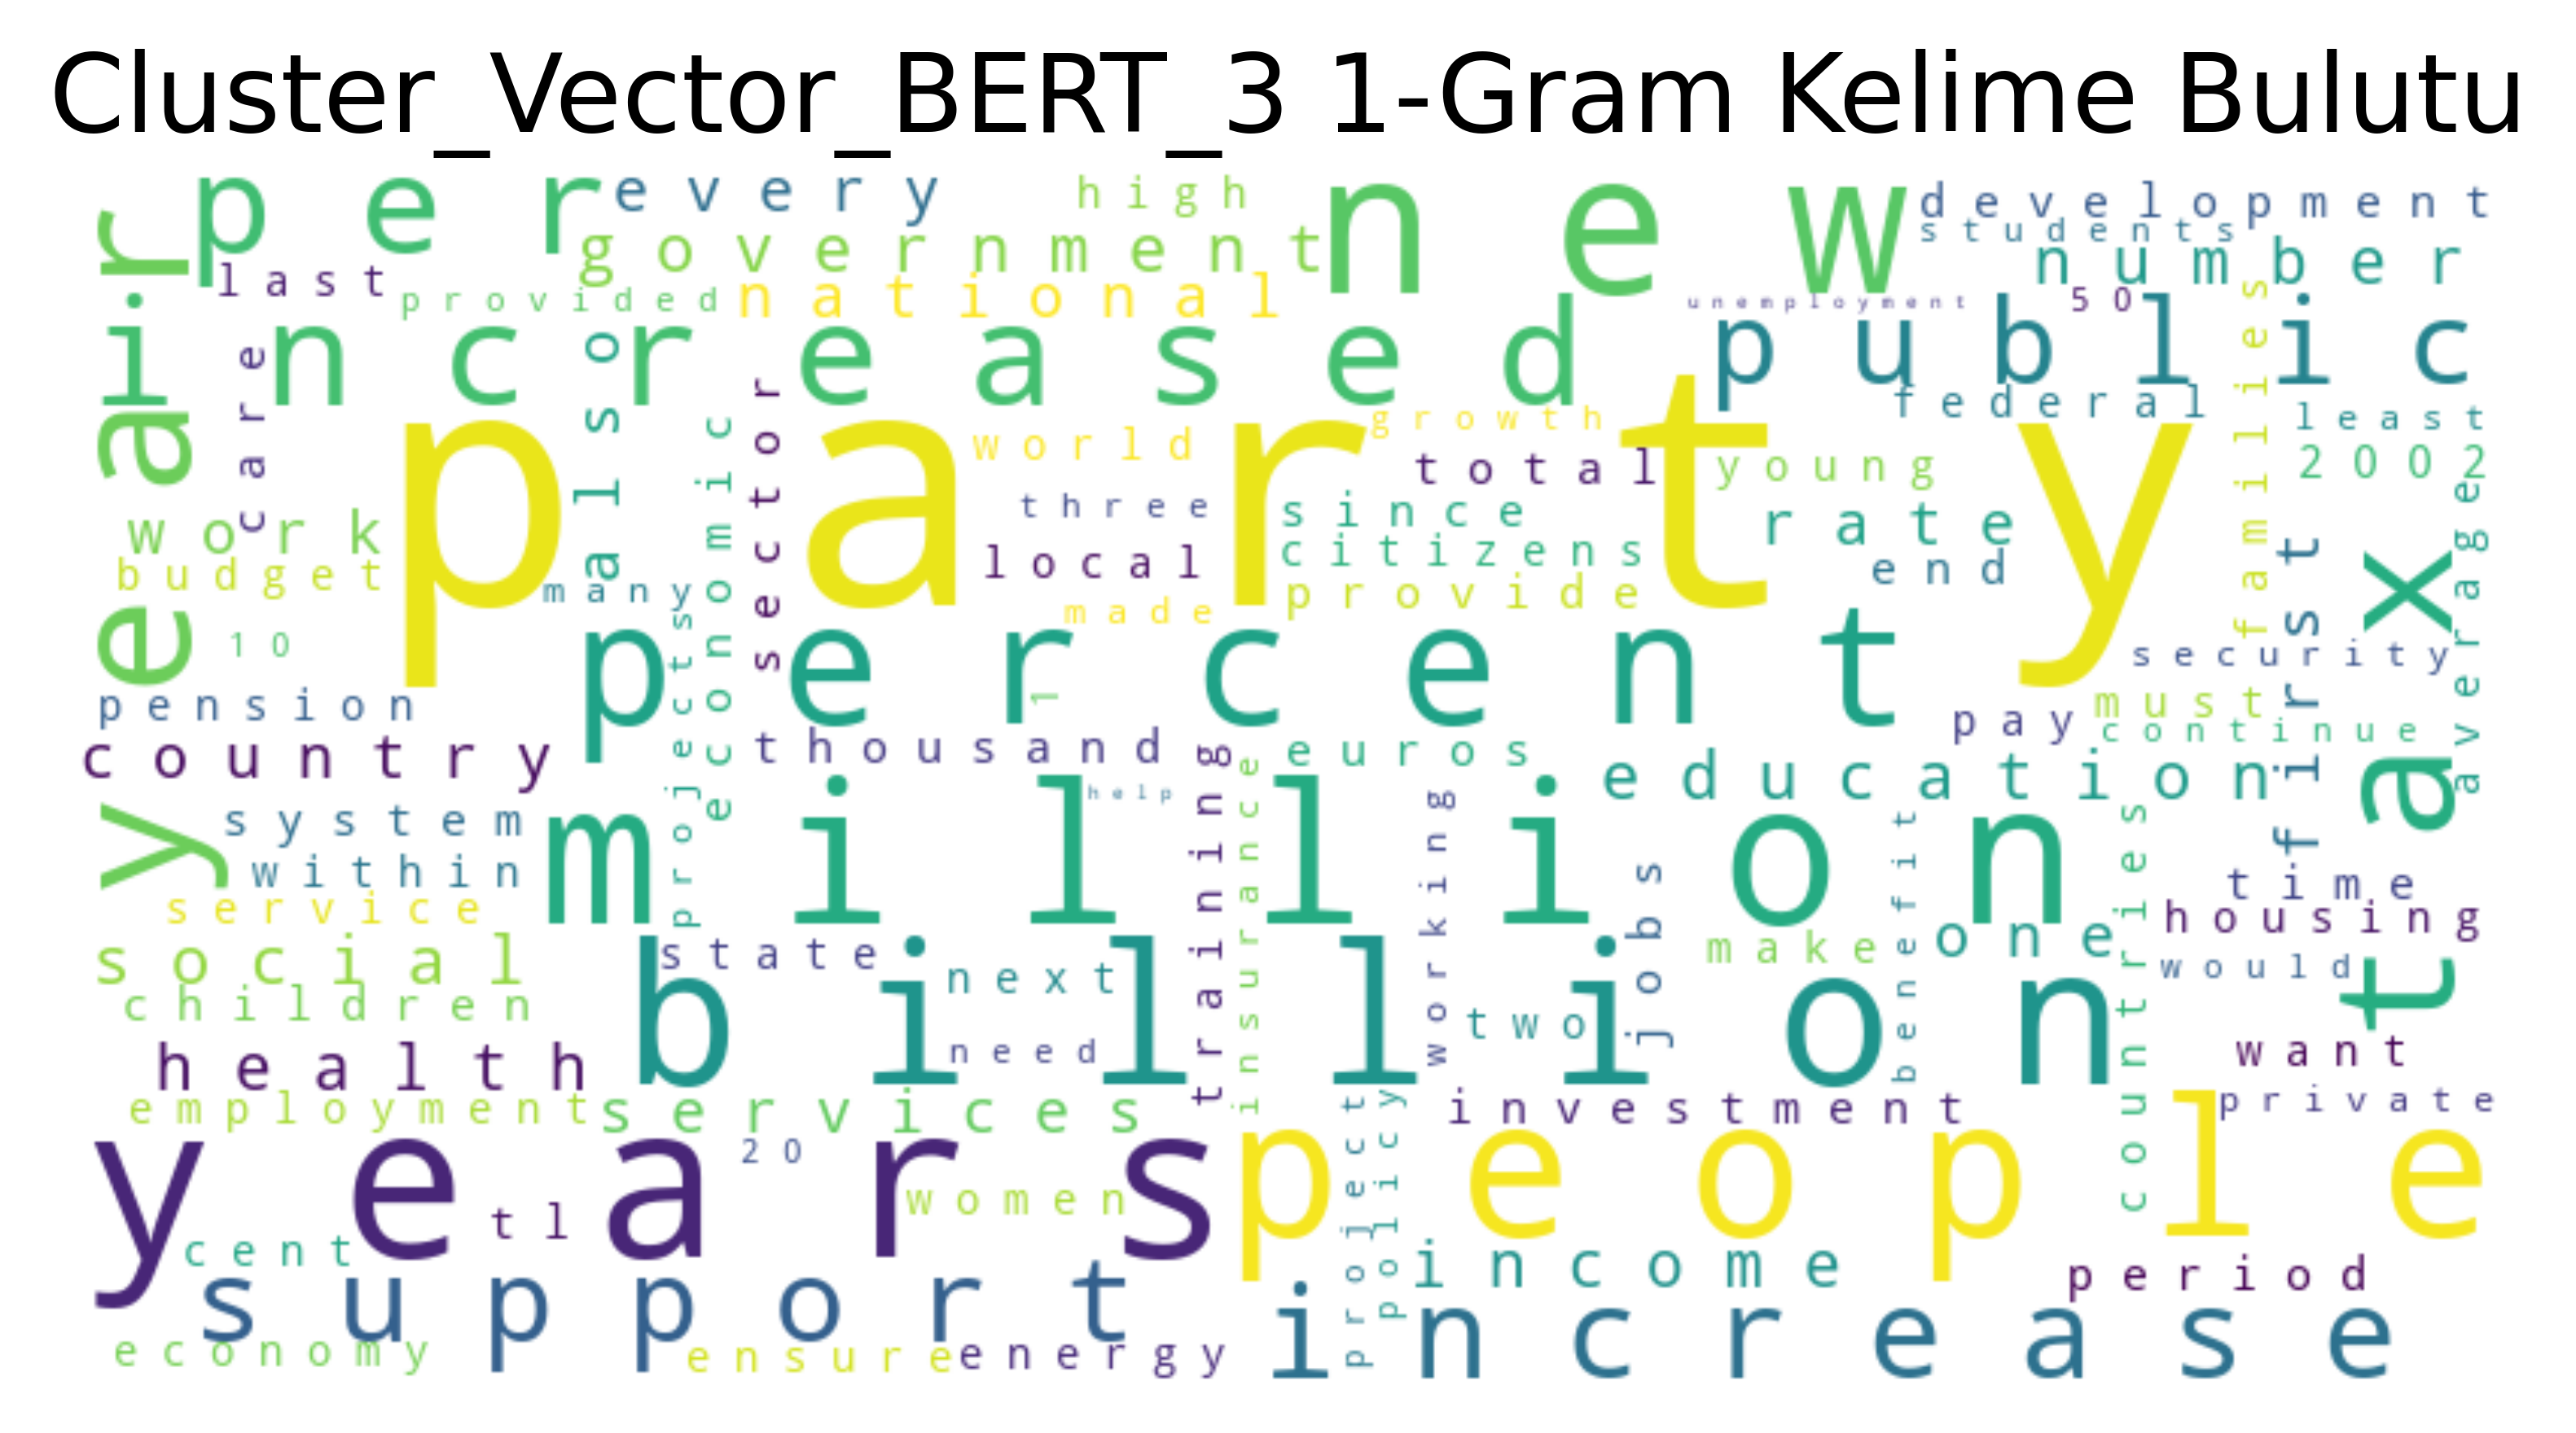 Cluster_Vector_BERT_3 1-Gram Kelime Bulutu
per
every
high
new
development
students
government
number
last
provided
national
unemployment
50
year
increased
public
care
also
sector
economic
federal
families
growth
least
party
world
total
young
2002
three
since
rate
average
work
local
citizens
end
first
tax
budget
many
made
provide
10
percent
projects
1
security
pension
must
pay
continue
country
thousand
training
insurance
euros
education
help
system
million
working
jobs
benefit
countries
within
time
service
housing
social
state
next
make
one
would
children
billion
two
need
want
health
employment
services
project
policy
investment
private
years
20
people
women
tl
cent
income
period
support
increase
economy
ensure
energy